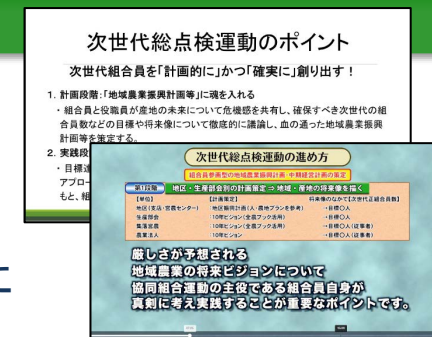 次世代総点検運動のポイント
次世代組合員を「計画的に」かつ「確実に」創り出す！
1. 計画段階：「地域農業振興計画等」に魂を入れる
・組合員と役職員が産地の未来について危機感を共有し、確保すべき次世代の組
合員数などの目標や将来像について徹底的に議論し、血の通った地域農業振興
計画等を策定する。
2. 実践段
・目標達
アプロー
もと、組
次世代総点検運動の進め方
組合員参画型の地域農業振興計画・中期経営計画の策定
第1段階 地区・生産部会別の計画策定 ⇒ 地域・産地の将来像を描く
【単位】 【計画策定】 将来像のなかで【次世代正組合員数】
地区(支店・営農センター) :地区協同計画(人・農地プランを参考) →目標〇人
生産部会 :10年ビジョン(全農フック活用) →目標〇人
集落営農 :10年ビジョン(全農フック活用) →目標〇人(従事者)
農業法人 :10年ビジョン →目標〇人(従事者)
厳しさが予想される
地域農業の将来ビジョンについて
協同組合運動の主役である組合員自身が
真剣に考え実践することが重要なポイントです。